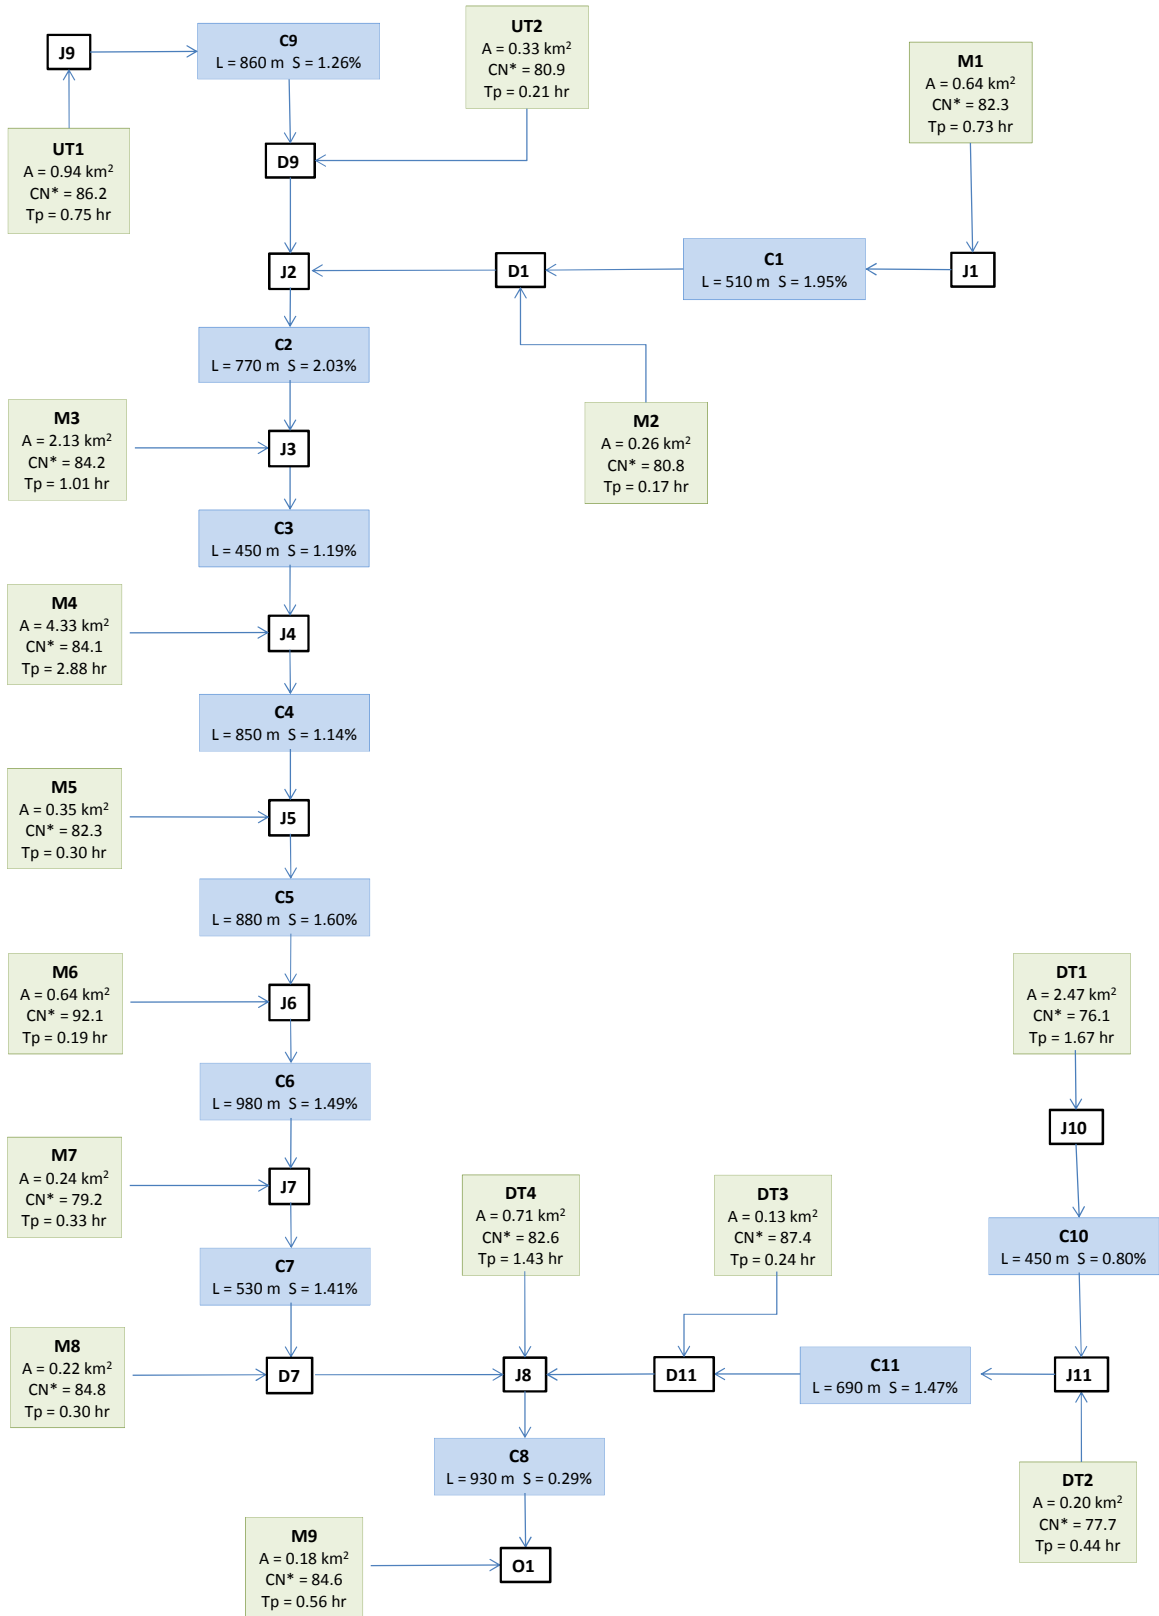 J9
C9
L = 860 m  S = 1.26%
UT2
A = 0.33 km²
CN* = 80.9
Tp = 0.21 hr
M1
A = 0.64 km²
CN* = 82.3
Tp = 0.73 hr
UT1
A = 0.94 km²
CN* = 86.2
Tp = 0.75 hr
D9
J2
D1
C1
L = 510 m  S = 1.95%
J1
C2
L = 770 m  S = 2.03%
M3
A = 2.13 km²
CN* = 84.2
Tp = 1.01 hr
J3
M2
A = 0.26 km²
CN* = 80.8
Tp = 0.17 hr
C3
L = 450 m  S = 1.19%
M4
A = 4.33 km²
CN* = 84.1
Tp = 2.88 hr
J4
C4
L = 850 m  S = 1.14%
M5
A = 0.35 km²
CN* = 82.3
Tp = 0.30 hr
J5
C5
L = 880 m  S = 1.60%
M6
A = 0.64 km²
CN* = 92.1
Tp = 0.19 hr
J6
DT1
A = 2.47 km²
CN* = 76.1
Tp = 1.67 hr
C6
L = 980 m  S = 1.49%
J10
M7
A = 0.24 km²
CN* = 79.2
Tp = 0.33 hr
J7
DT4
A = 0.71 km²
CN* = 82.6
Tp = 1.43 hr
DT3
A = 0.13 km²
CN* = 87.4
Tp = 0.24 hr
C10
L = 450 m  S = 0.80%
C7
L = 530 m  S = 1.41%
M8
A = 0.22 km²
CN* = 84.8
Tp = 0.30 hr
D7
J8
D11
C11
L = 690 m  S = 1.47%
J11
C8
L = 930 m  S = 0.29%
DT2
A = 0.20 km²
CN* = 77.7
Tp = 0.44 hr
M9
A = 0.18 km²
CN* = 84.6
Tp = 0.56 hr
O1